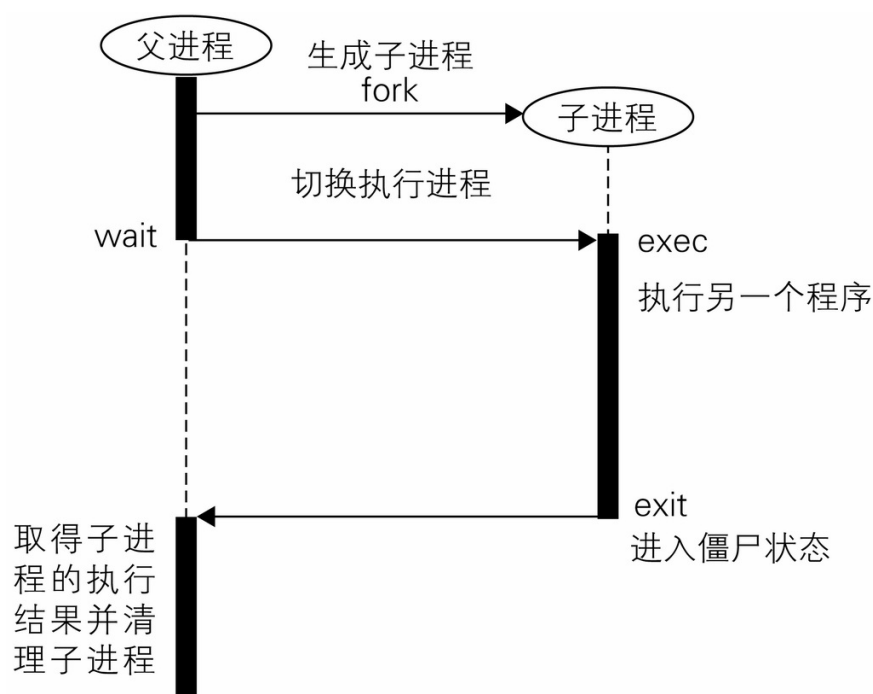 父进程
生成子进程
fork
子进程
切换执行进程
wait
exec
执行另一个程序
exit
进入僵尸状态
取得子进
程的执行
结果并清
理子进程